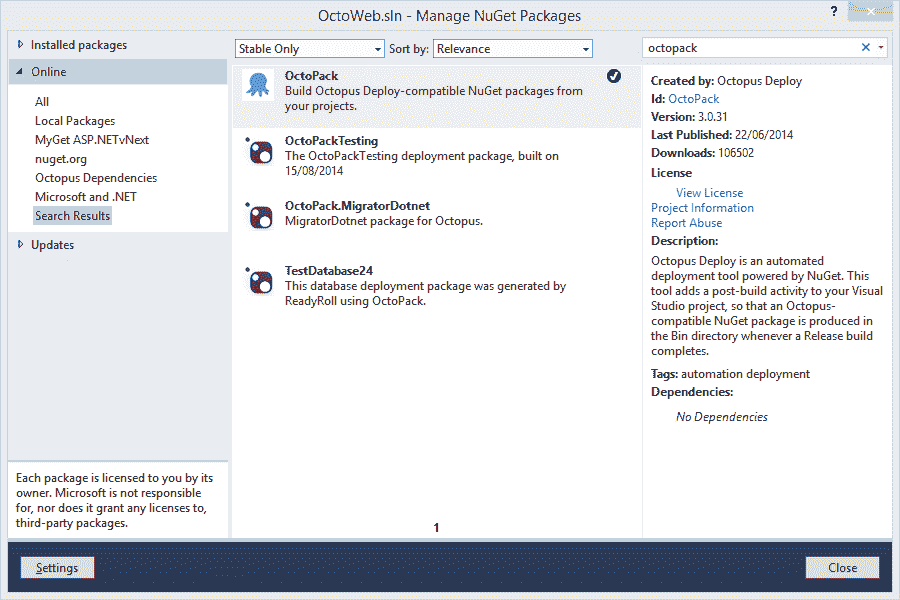 OctoWeb.sln - Manage NuGet Packages
?
Installed packages
Online
All
Local Packages
MyGet ASP.NETvNext
nuget.org
Octopus Dependencies
Microsoft and .NET
Search Results
Updates
Each package is licensed to you by its
owner. Microsoft is not responsible
for, nor does it grant any licenses to,
third-party packages.
Stable Only
Sort by: Relevance
OctoPack
Build Octopus Deploy-compatible NuGet packages from
your projects.
OctoPackTesting
The OctoPackTesting deployment package, built on
15/08/2014
OctoPack.MigratorDotnet
MigratorDotnet package for Octopus.
TestDatabase24
This database deployment package was generated by
ReadyRoll using OctoPack.
1
octopack
Created by: Octopus Deploy
Id: OctoPack
Version: 3.0.31
Last Published: 22/06/2014
Downloads: 106502
License
View License
Project Information
Report Abuse
Description:
Octopus Deploy is an automated
deployment tool powered by NuGet. This
tool adds a post-build activity to your Visual
Studio project, so that an Octopus-
compatible NuGet package is produced in
the Bin directory whenever a Release build
completes.
Tags: automation deployment
Dependencies:
No Dependencies
Settings
Close